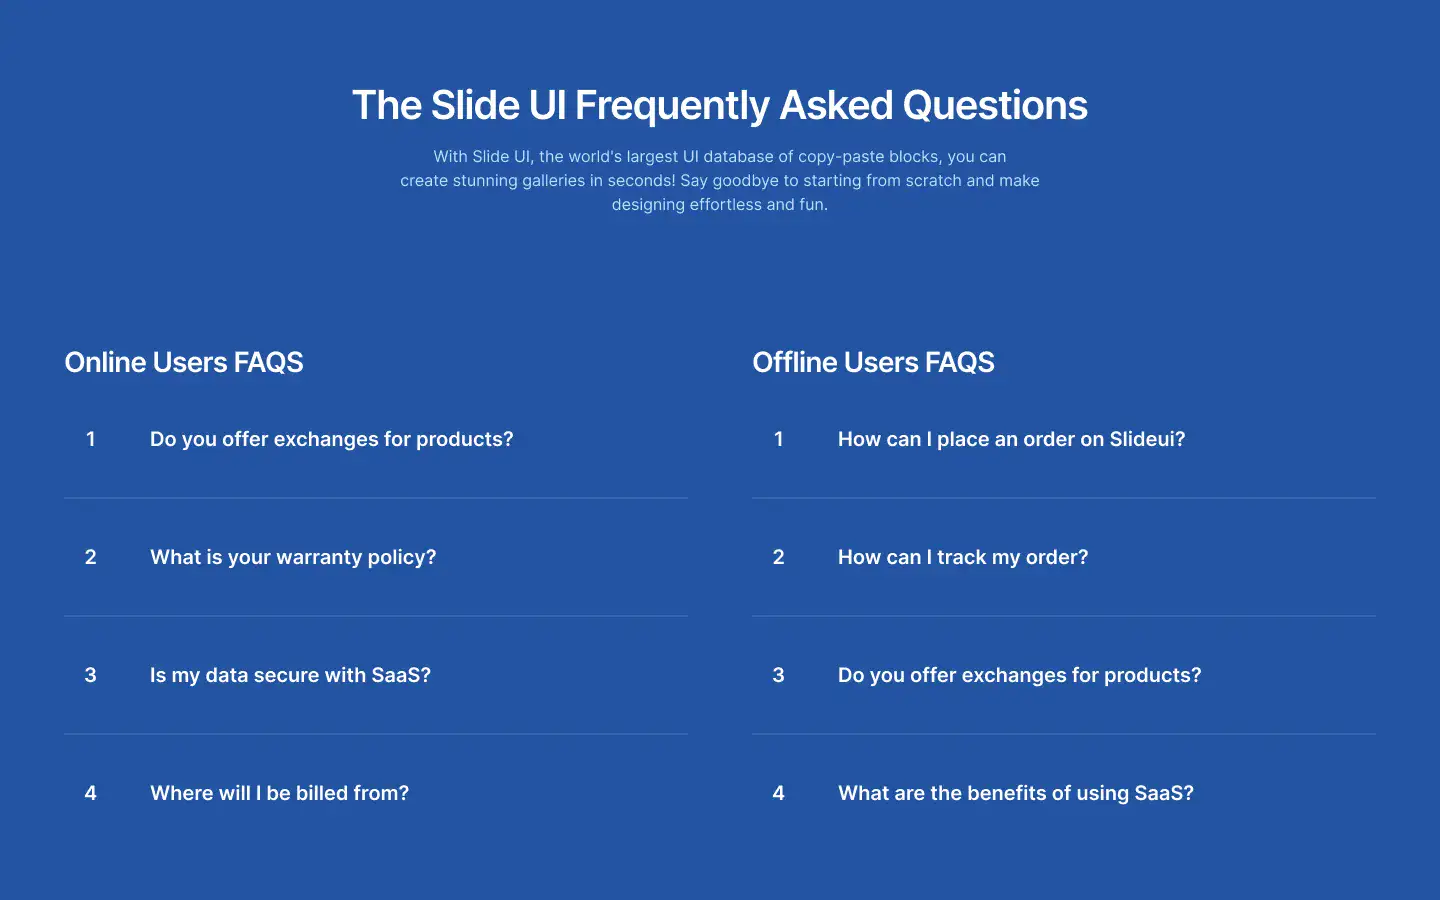 The Slide UI Frequently Asked Questions
With Slide UI, the world's largest UI database of copy-paste blocks, you can
create stunning galleries in seconds! Say goodbye to starting from scratch and make
designing effortless and fun.
Online Users FAQS
1 Do you offer exchanges for products?
2 What is your warranty policy?
3 Is my data secure with SaaS?
4 Where will I be billed from?
Offline Users FAQS
1 How can I place an order on Slideui?
2 How can I track my order?
3 Do you offer exchanges for products?
4 What are the benefits of using SaaS?